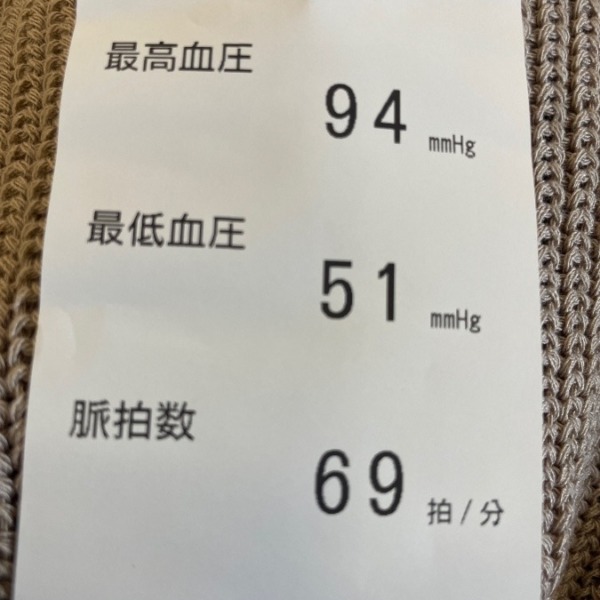 最高血圧
94 mmHg
最低血圧
51 mmHg
脈拍数
69 拍/分